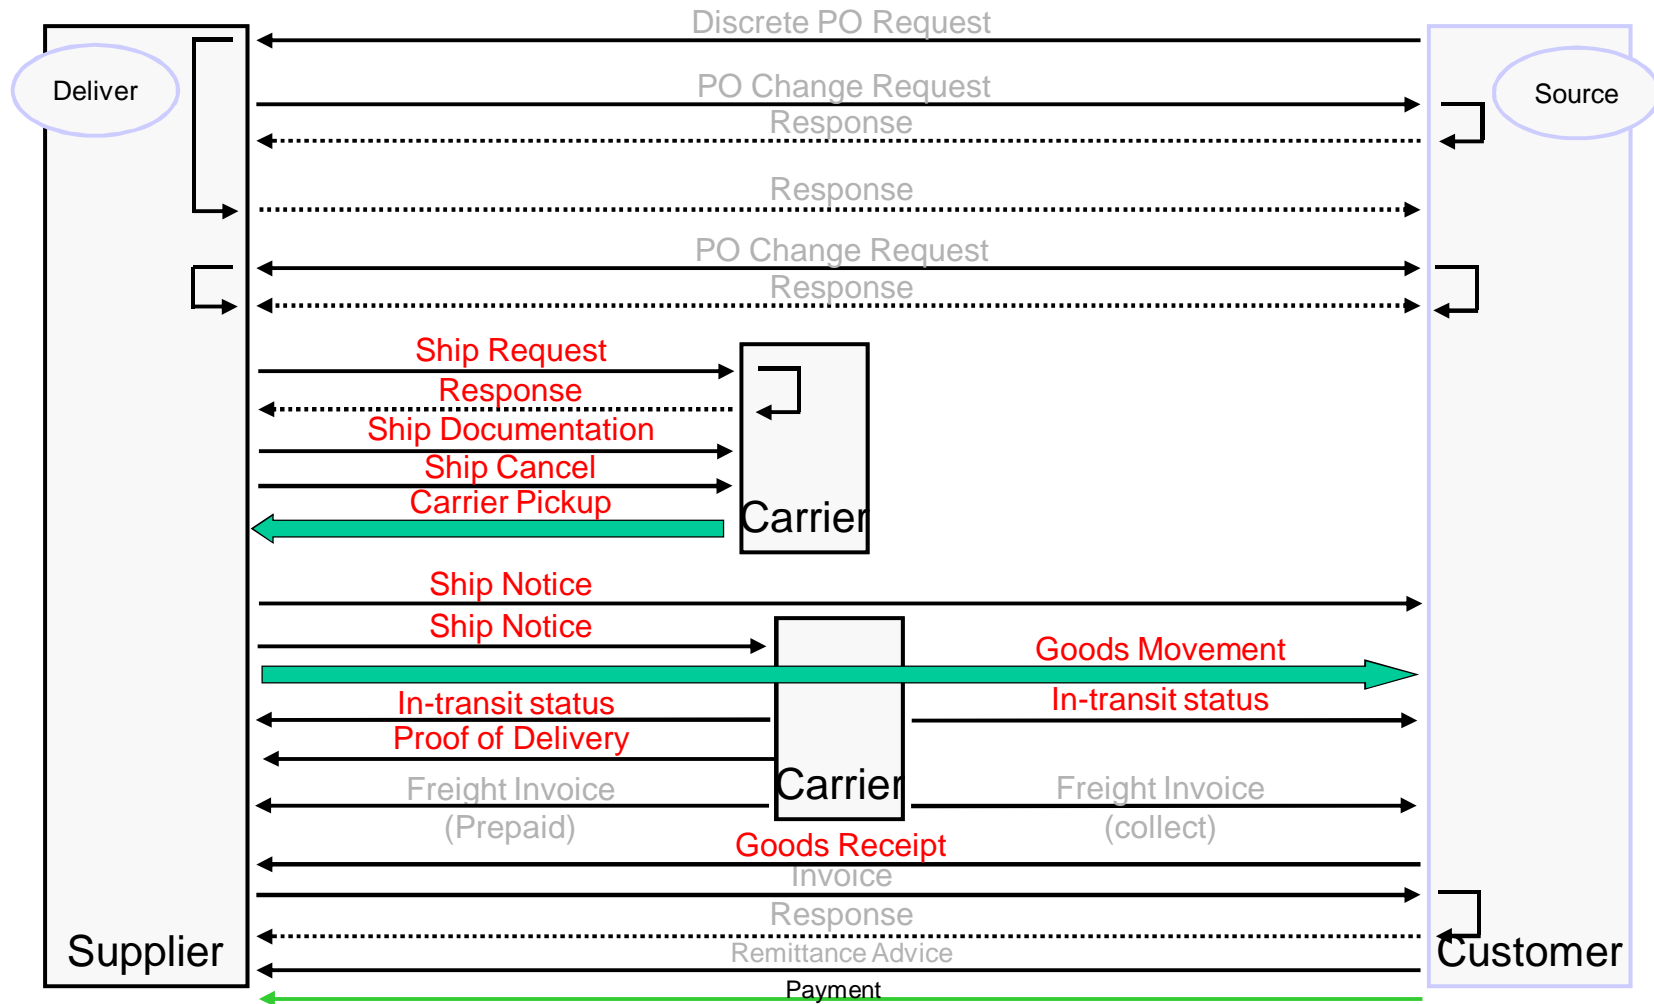 Discrete PO Request
Deliver
PO Change Request
Source
Response
Response
PO Change Request
Response
Ship Request
Response
Ship Documentation
Ship Cancel
Carrier Pickup
Carrier
Ship Notice
Ship Notice
Goods Movement
In-transit status
In-transit status
Proof of Delivery
Carrier
Freight Invoice
(Prepaid)
Freight Invoice
(collect)
Goods Receipt
Invoice
Response
Supplier
Remittance Advice
Customer
Payment